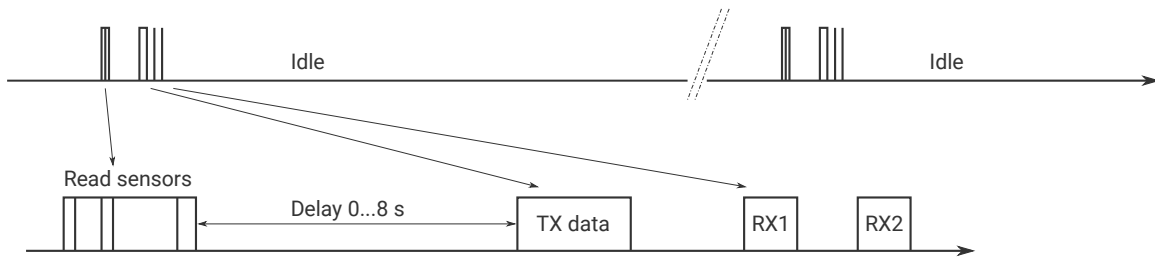 Idle
Idle
Read sensors
Delay 0...8 s
TX data
RX1
RX2